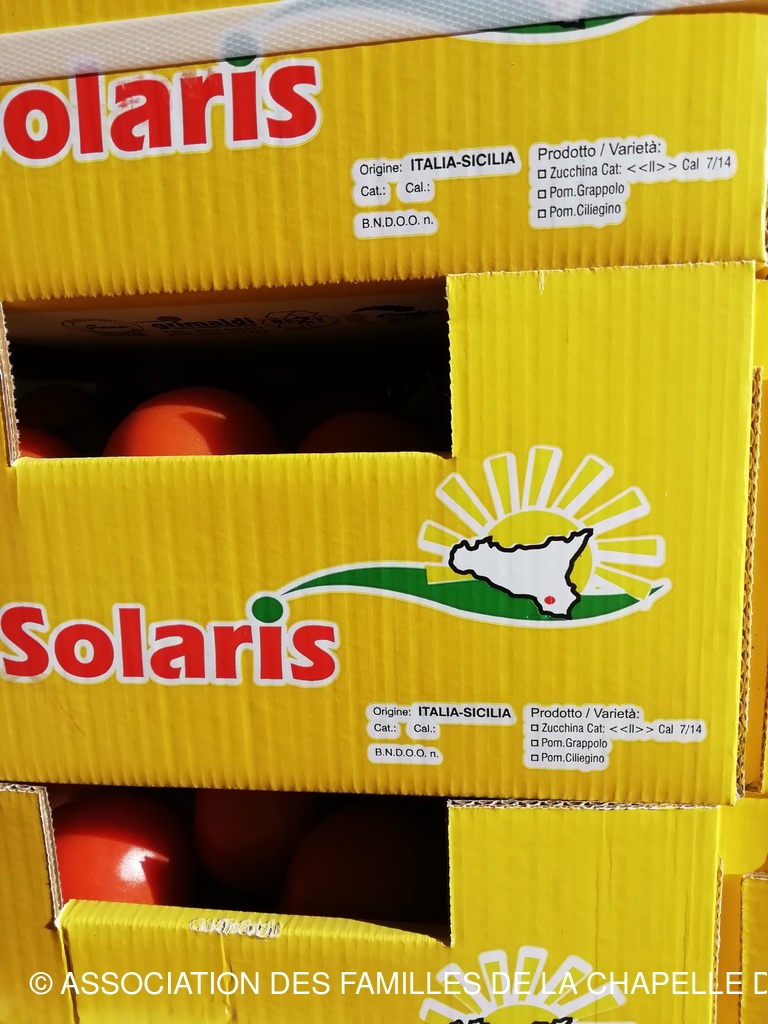 olaris
Origine: ITALIA-SICILIA
Cat.: Cal.:
B.N.D.O.O. n.
Prodotto / Varietà:
Zucchina Cat: <<II>> Cal 7/14
Pom.Grappolo
Pom.Ciliegino
grimaldi
Solaris
Origine: ITALIA-SICILIA
Cat.: Cal.:
B.N.D.O.O. n.
Prodotto / Varietà:
Zucchina Cat: <<II>> Cal 7/14
Pom.Grappolo
Pom.Ciliegino
© ASSOCIATION DES FAMILLES DE LA CHAPELLE D